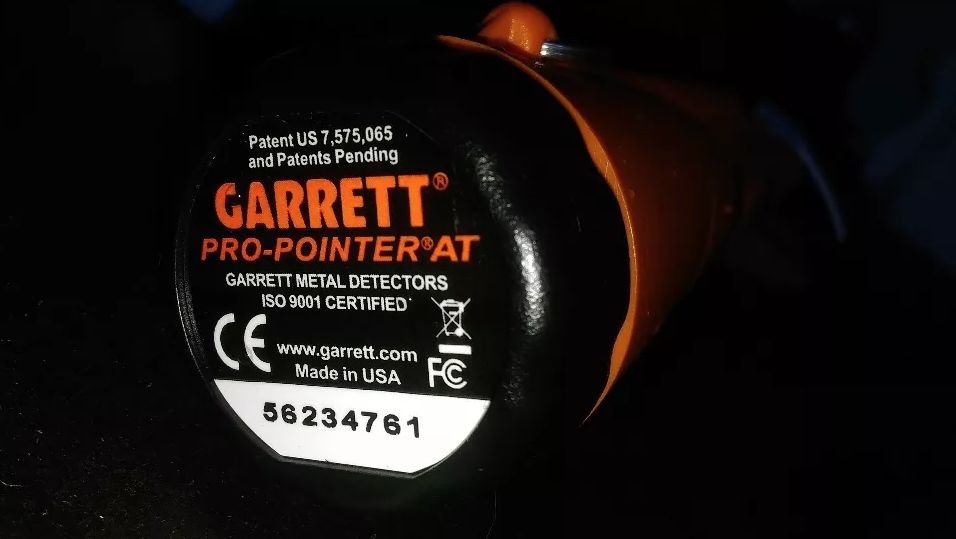 Patent US 7,575,065
and Patents Pending
GARRETT®
PRO-POINTER®AT
GARRETT METAL DETECTORS
ISO 9001 CERTIFIED
CE
www.garrett.com
Made in USA
FC
56234761